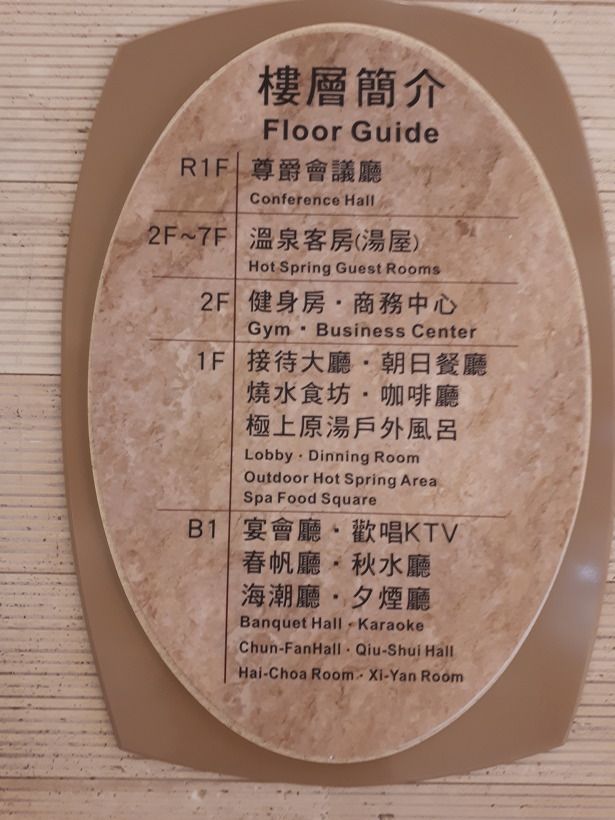 樓層簡介
Floor Guide
R1F 尊爵會議廳
Conference Hall
2F~7F 溫泉客房(湯屋)
Hot Spring Guest Rooms
2F 健身房・商務中心
Gym・Business Center
1F 接待大廳・朝日餐廳
燒水食坊・咖啡廳
極上原湯戶外風呂
Lobby・Dinning Room
Outdoor Hot Spring Area
Spa Food Square
B1 宴會廳・歡唱KTV
春帆廳・秋水廳
海潮廳・夕煙廳
Banquet Hall・Karaoke
Chun-FanHall・Qiu-Shui Hall
Hai-Choa Room・Xi-Yan Room